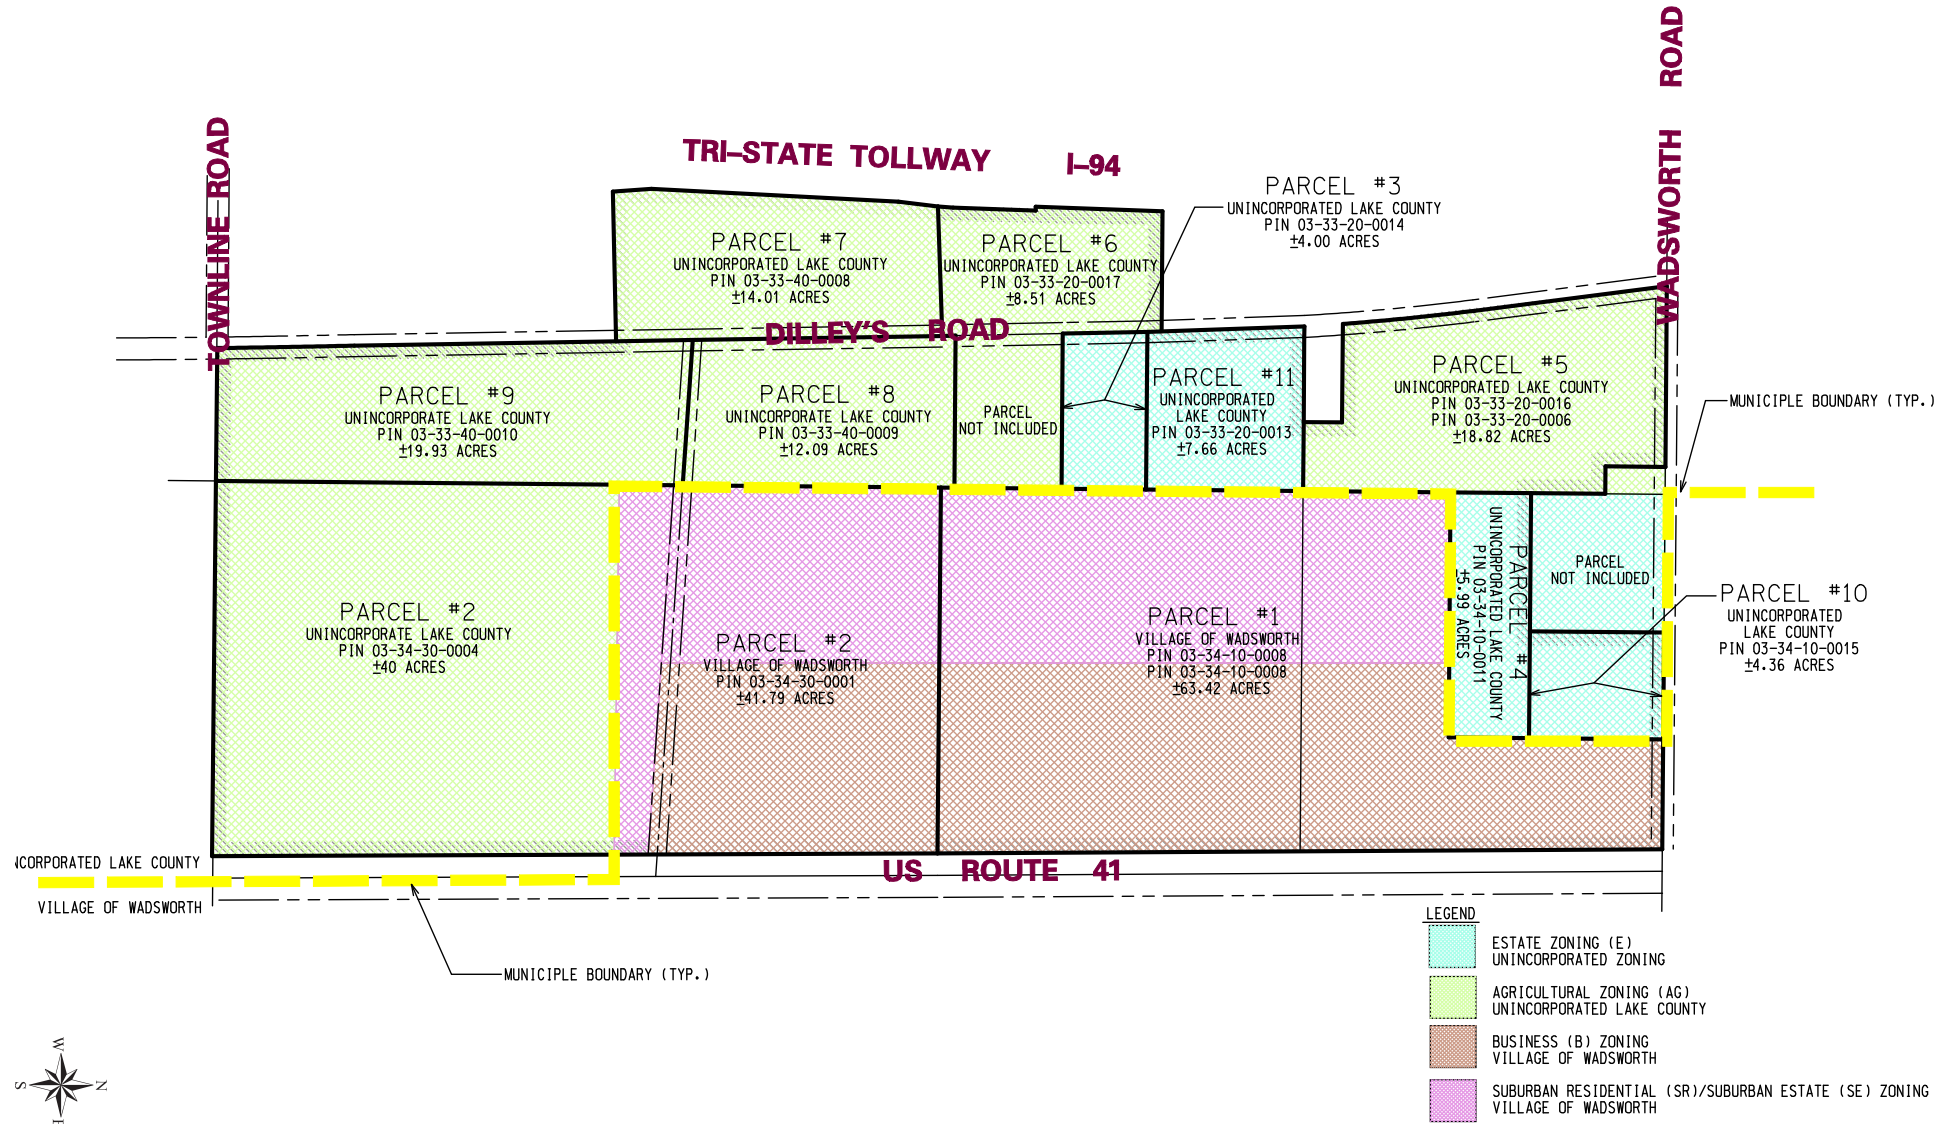 TOWNLINE ROAD
TRI-STATE TOLLWAY I-94
WADSWORTH ROAD
PARCEL #3
UNINCORPORATED LAKE COUNTY
PIN 03-33-20-0014
±4.00 ACRES
PARCEL #7
UNINCORPORATED LAKE COUNTY
PIN 03-33-40-0008
±14.01 ACRES
PARCEL #6
UNINCORPORATED LAKE COUNTY
PIN 03-33-20-0017
±8.51 ACRES
DILLEY'S ROAD
PARCEL #9
UNINCORPORATE LAKE COUNTY
PIN 03-33-40-0010
±19.93 ACRES
PARCEL #8
UNINCORPORATE LAKE COUNTY
PIN 03-33-40-0009
±12.09 ACRES
PARCEL
NOT INCLUDED
PARCEL #11
UNINCORPORATED
LAKE COUNTY
PIN 03-33-20-0013
±7.66 ACRES
PARCEL #5
UNINCORPORATED LAKE COUNTY
PIN 03-33-20-0016
PIN 03-33-20-0006
±18.82 ACRES
MUNICIPLE BOUNDARY (TYP.)
PARCEL #2
UNINCORPORATE LAKE COUNTY
PIN 03-34-30-0004
±40 ACRES
PARCEL #2
VILLAGE OF WADSWORTH
PIN 03-34-30-0001
±41.79 ACRES
PARCEL #1
VILLAGE OF WADSWORTH
PIN 03-34-10-0008
PIN 03-34-10-0008
±63.42 ACRES
PARCEL #4
UNINCORPORATED LAKE COUNTY
PIN 03-34-10-0011
±5.99 ACRES
PARCEL
NOT INCLUDED
PARCEL #10
UNINCORPORATED
LAKE COUNTY
PIN 03-34-10-0015
±4.36 ACRES
NCORPORATED LAKE COUNTY
VILLAGE OF WADSWORTH
US ROUTE 41
MUNICIPLE BOUNDARY (TYP.)
LEGEND
ESTATE ZONING (E)
UNINCORPORATED ZONING
AGRICULTURAL ZONING (AG)
UNINCORPORATED LAKE COUNTY
BUSINESS (B) ZONING
VILLAGE OF WADSWORTH
SUBURBAN RESIDENTIAL (SR)/SUBURBAN ESTATE (SE) ZONING
VILLAGE OF WADSWORTH
W
S
N